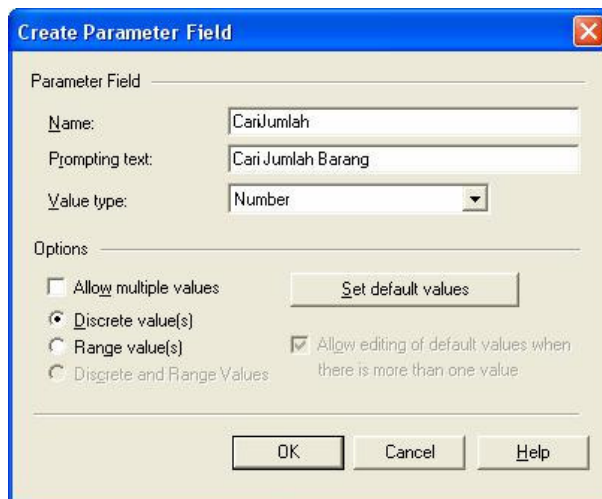 Create Parameter Field
Parameter Field
Name: CariJumlah
Prompting text: Cari Jumlah Barang
Value type: Number
Options
Allow multiple values Set default values
Discrete value(s)
Range value(s) Allow editing of default values when
Discrete and Range Values there is more than one value
OK Cancel Help